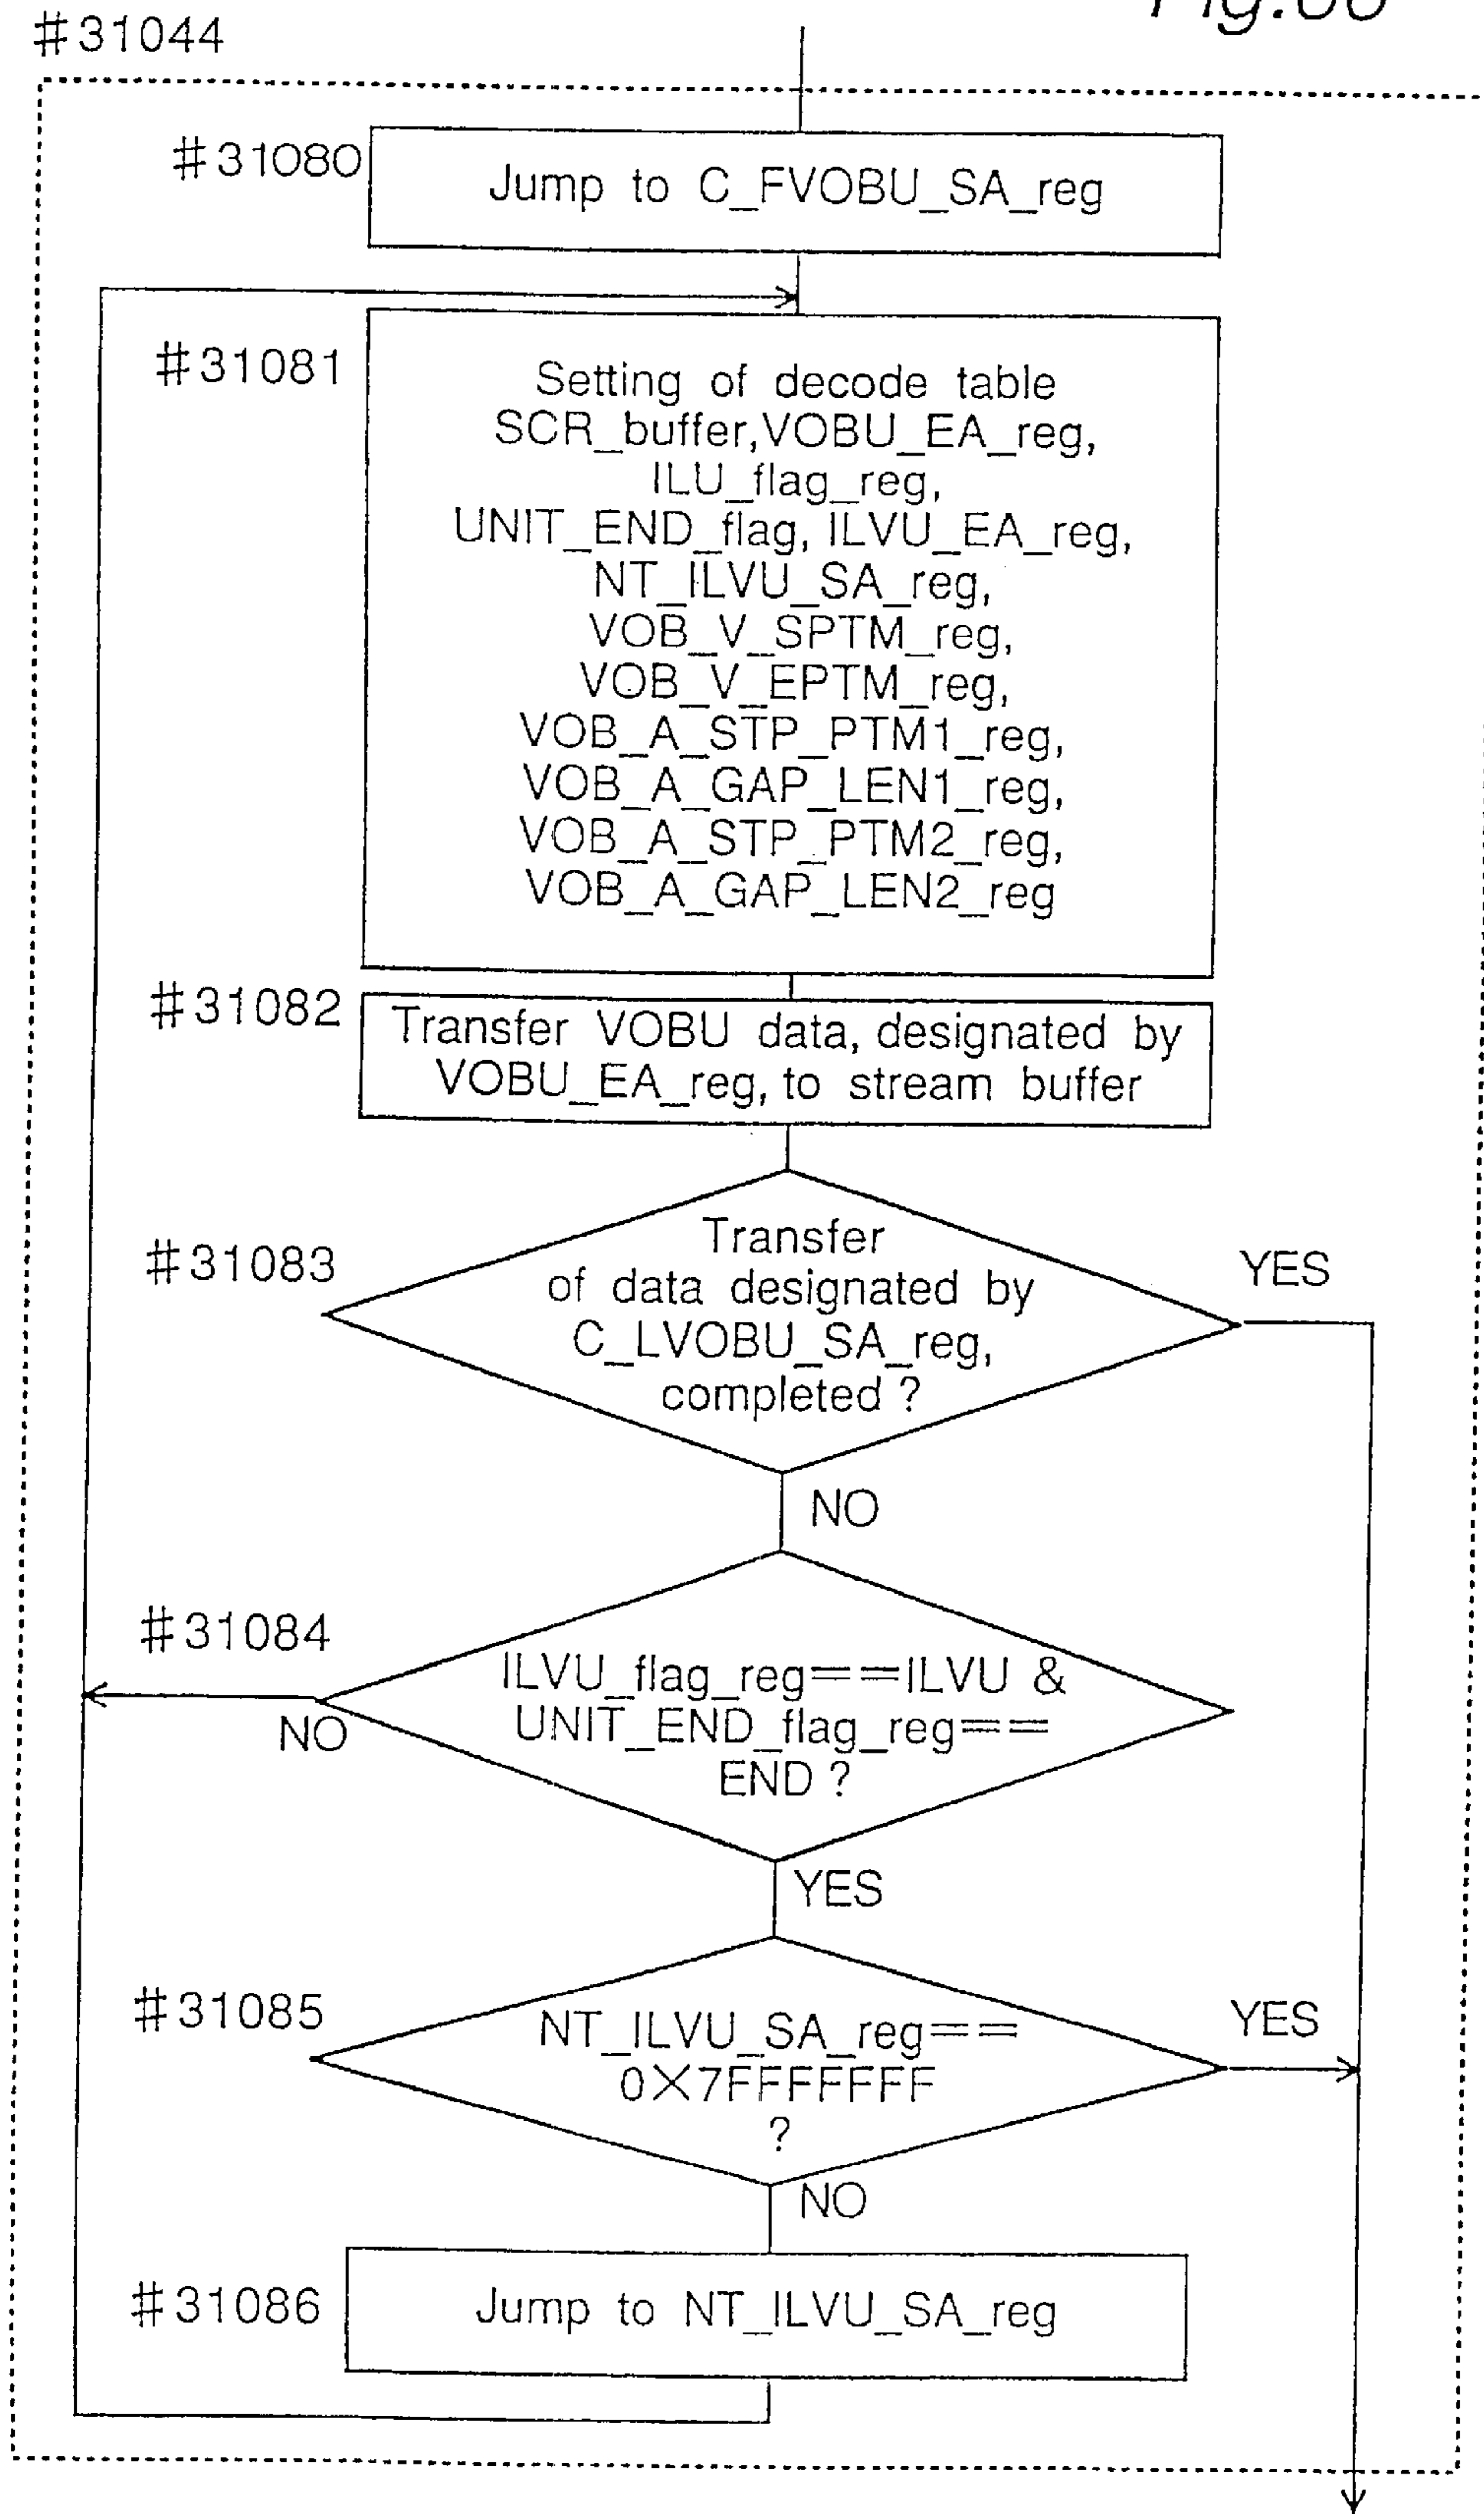 #31044
#31080
Jump to C_FVOBU_SA_reg
#31081
Setting of decode table
SCR_buffer,VOBU_EA_reg,
ILU_flag_reg,
UNIT_END_flag, ILVU_EA_reg,
NT_ILVU_SA_reg,
VOB_V_SPTM_reg,
VOB_V_EPTM_reg,
VOB_A_STP_PTM1_reg,
VOB_A_GAP_LEN1_reg,
VOB_A_STP_PTM2_reg,
VOB_A_GAP_LEN2_reg
#31082
Transfer VOBU data, designated by
VOBU_EA_reg, to stream buffer
#31083
Transfer
of data designated by
C_LVOBU_SA_reg,
completed ?
YES
NO
#31084
ILVU_flag_reg==ILVU &
UNIT_END_flag_reg==
END ?
NO
YES
#31085
NT_ILVU_SA_reg==
0X7FFFFFFF
?
YES
NO
#31086
Jump to NT_ILVU_SA_reg